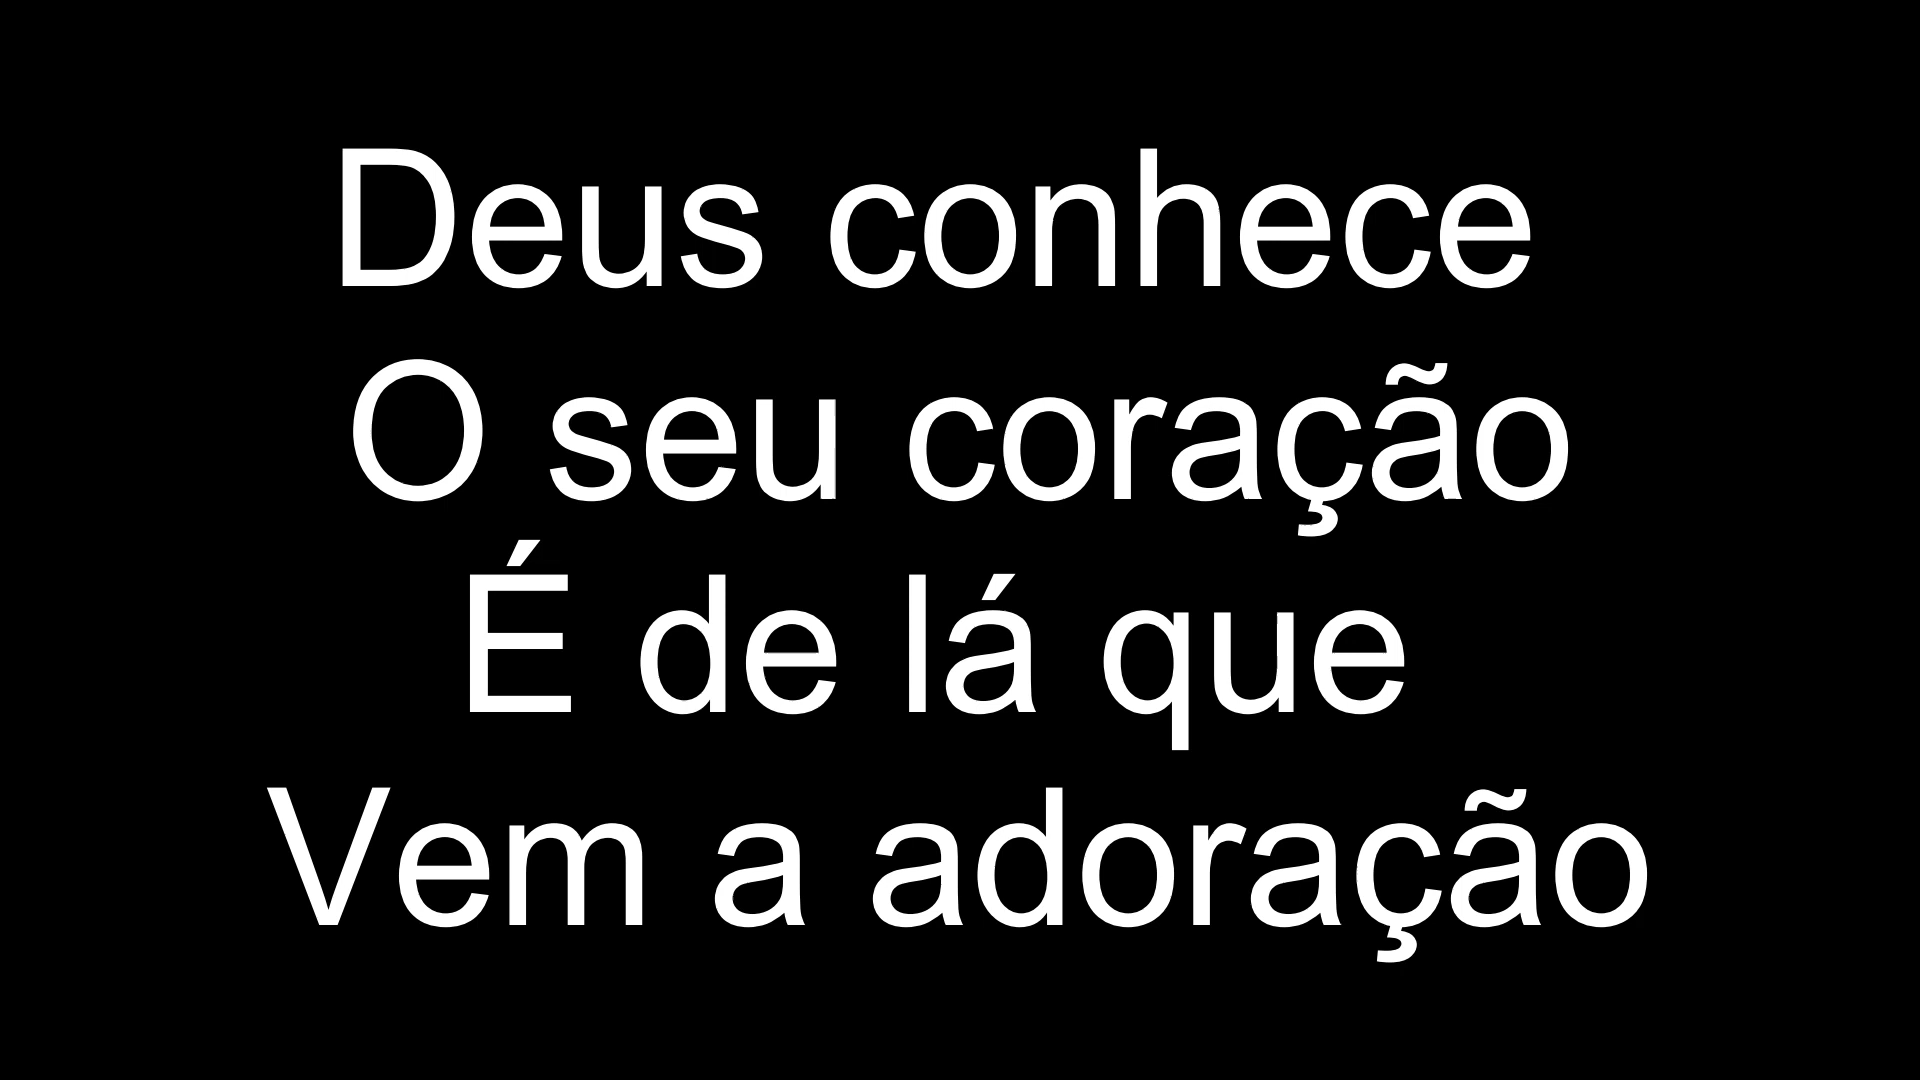 Deus conhece
O seu coração
É de lá que
Vem a adoração